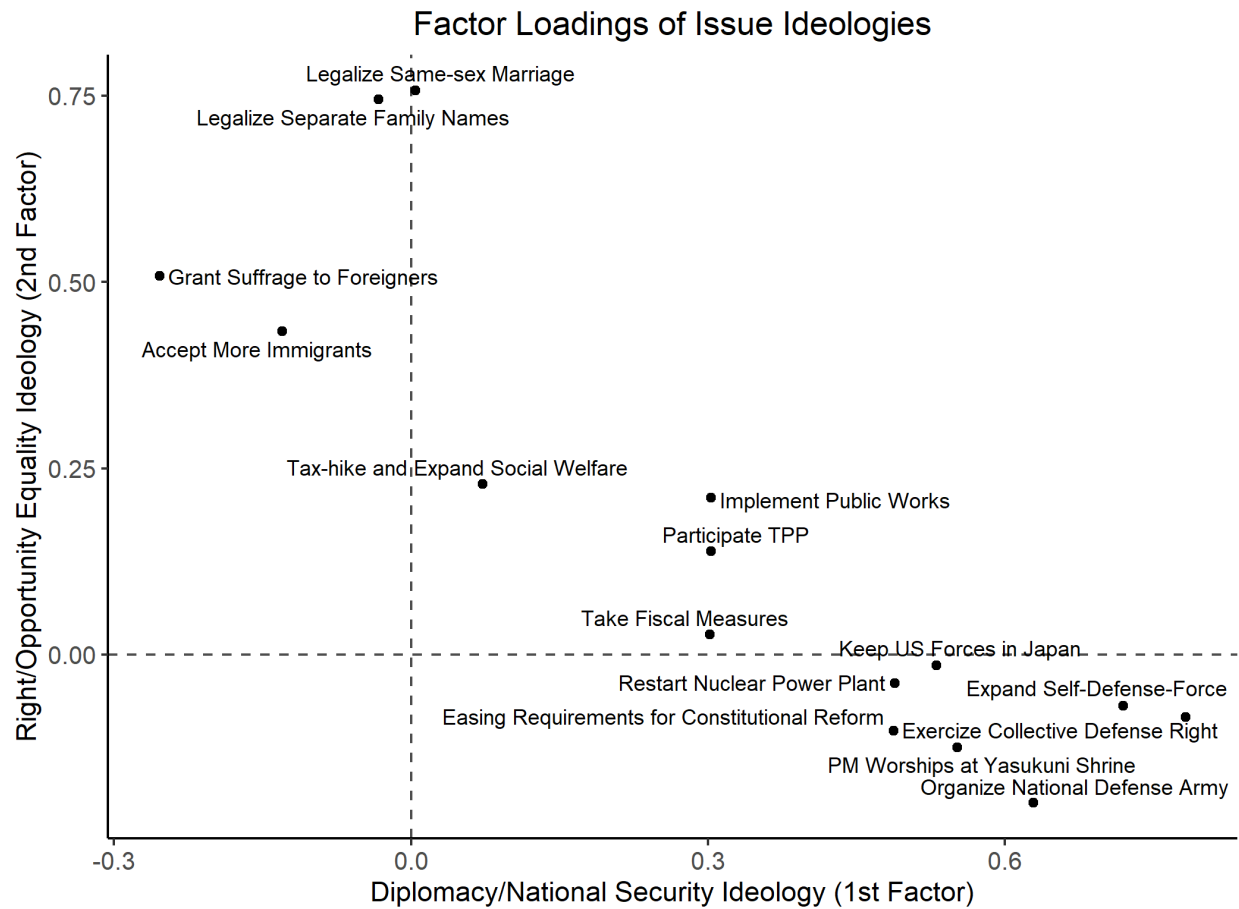 Factor Loadings of Issue Ideologies
Right/Opportunity Equality Ideology (2nd Factor)
0.75
0.50
0.25
0.00
Legalize Same-sex Marriage
Legalize Separate Family Names
Grant Suffrage to Foreigners
Accept More Immigrants
Tax-hike and Expand Social Welfare
Implement Public Works
Participate TPP
Take Fiscal Measures
Keep US Forces in Japan
Restart Nuclear Power Plant
Expand Self-Defense-Force
Easing Requirements for Constitutional Reform
Exercize Collective Defense Right
PM Worships at Yasukuni Shrine
Organize National Defense Army
-0.3
0.0
0.3
0.6
Diplomacy/National Security Ideology (1st Factor)